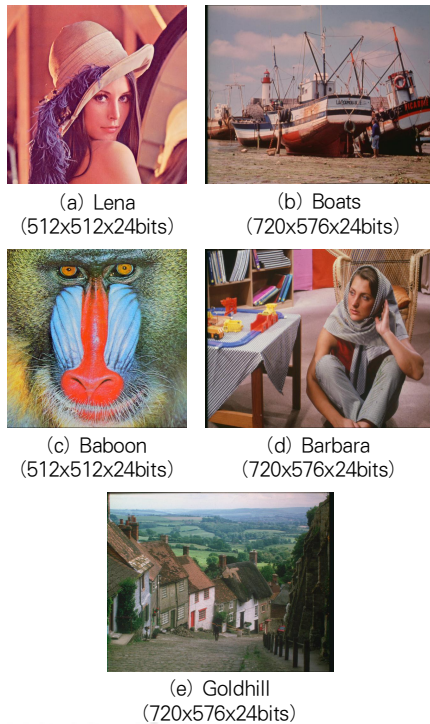 (a) Lena
(512x512x24bits)
(b) Boats
(720x576x24bits)
(c) Baboon
(512x512x24bits)
(d) Barbara
(720x576x24bits)
(e) Goldhill
(720x576x24bits)